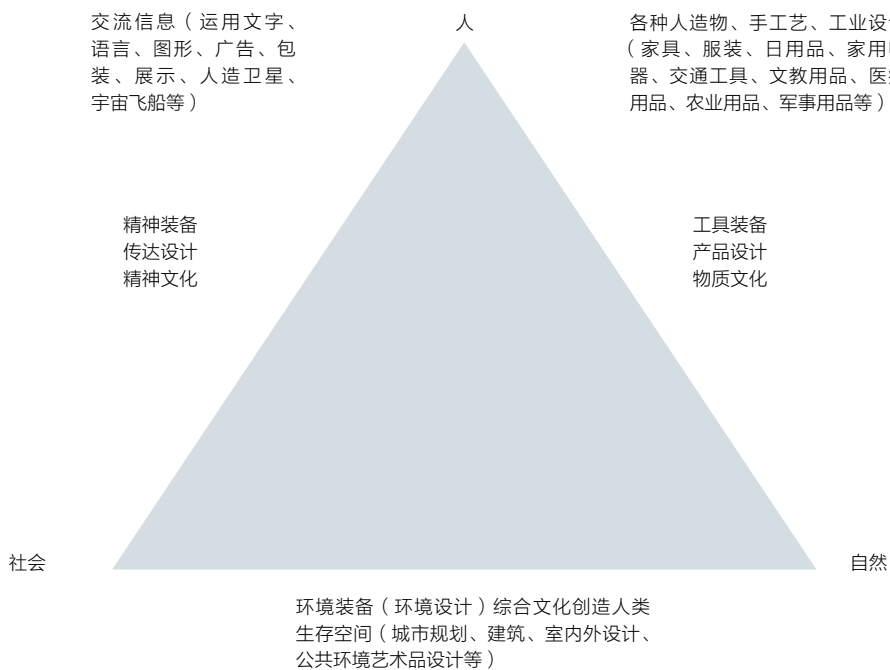 交流信息（运用文字、
语言、图形、广告、包
装、展示、人造卫星、
宇宙飞船等）
人
各种人造物、手工艺、工业设
（家具、服装、日用品、家用
器、交通工具、文教用品、医
用品、农业用品、军事用品等）
精神装备
传达设计
精神文化
工具装备
产品设计
物质文化
社会
自然
环境装备（环境设计）综合文化创造人类
生存空间（城市规划、建筑、室内外设计、
公共环境艺术品设计等）